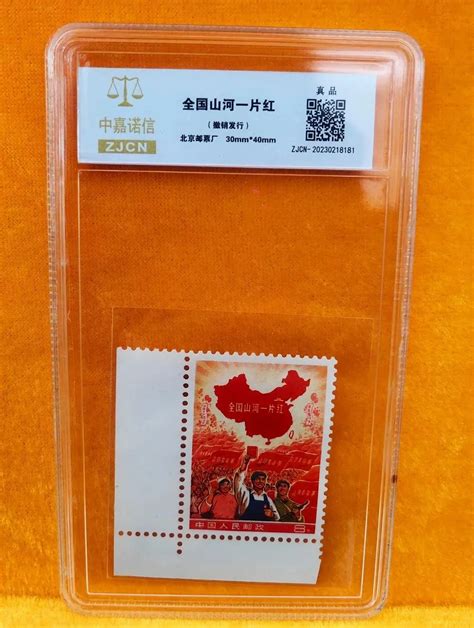 中嘉诺信
ZJCN
全国山河一片红
（撤销发行）
北京邮票厂 30mm*40mm
真品
ZJCN-20230218181
全国山河一片红
中国人民邮政
8分